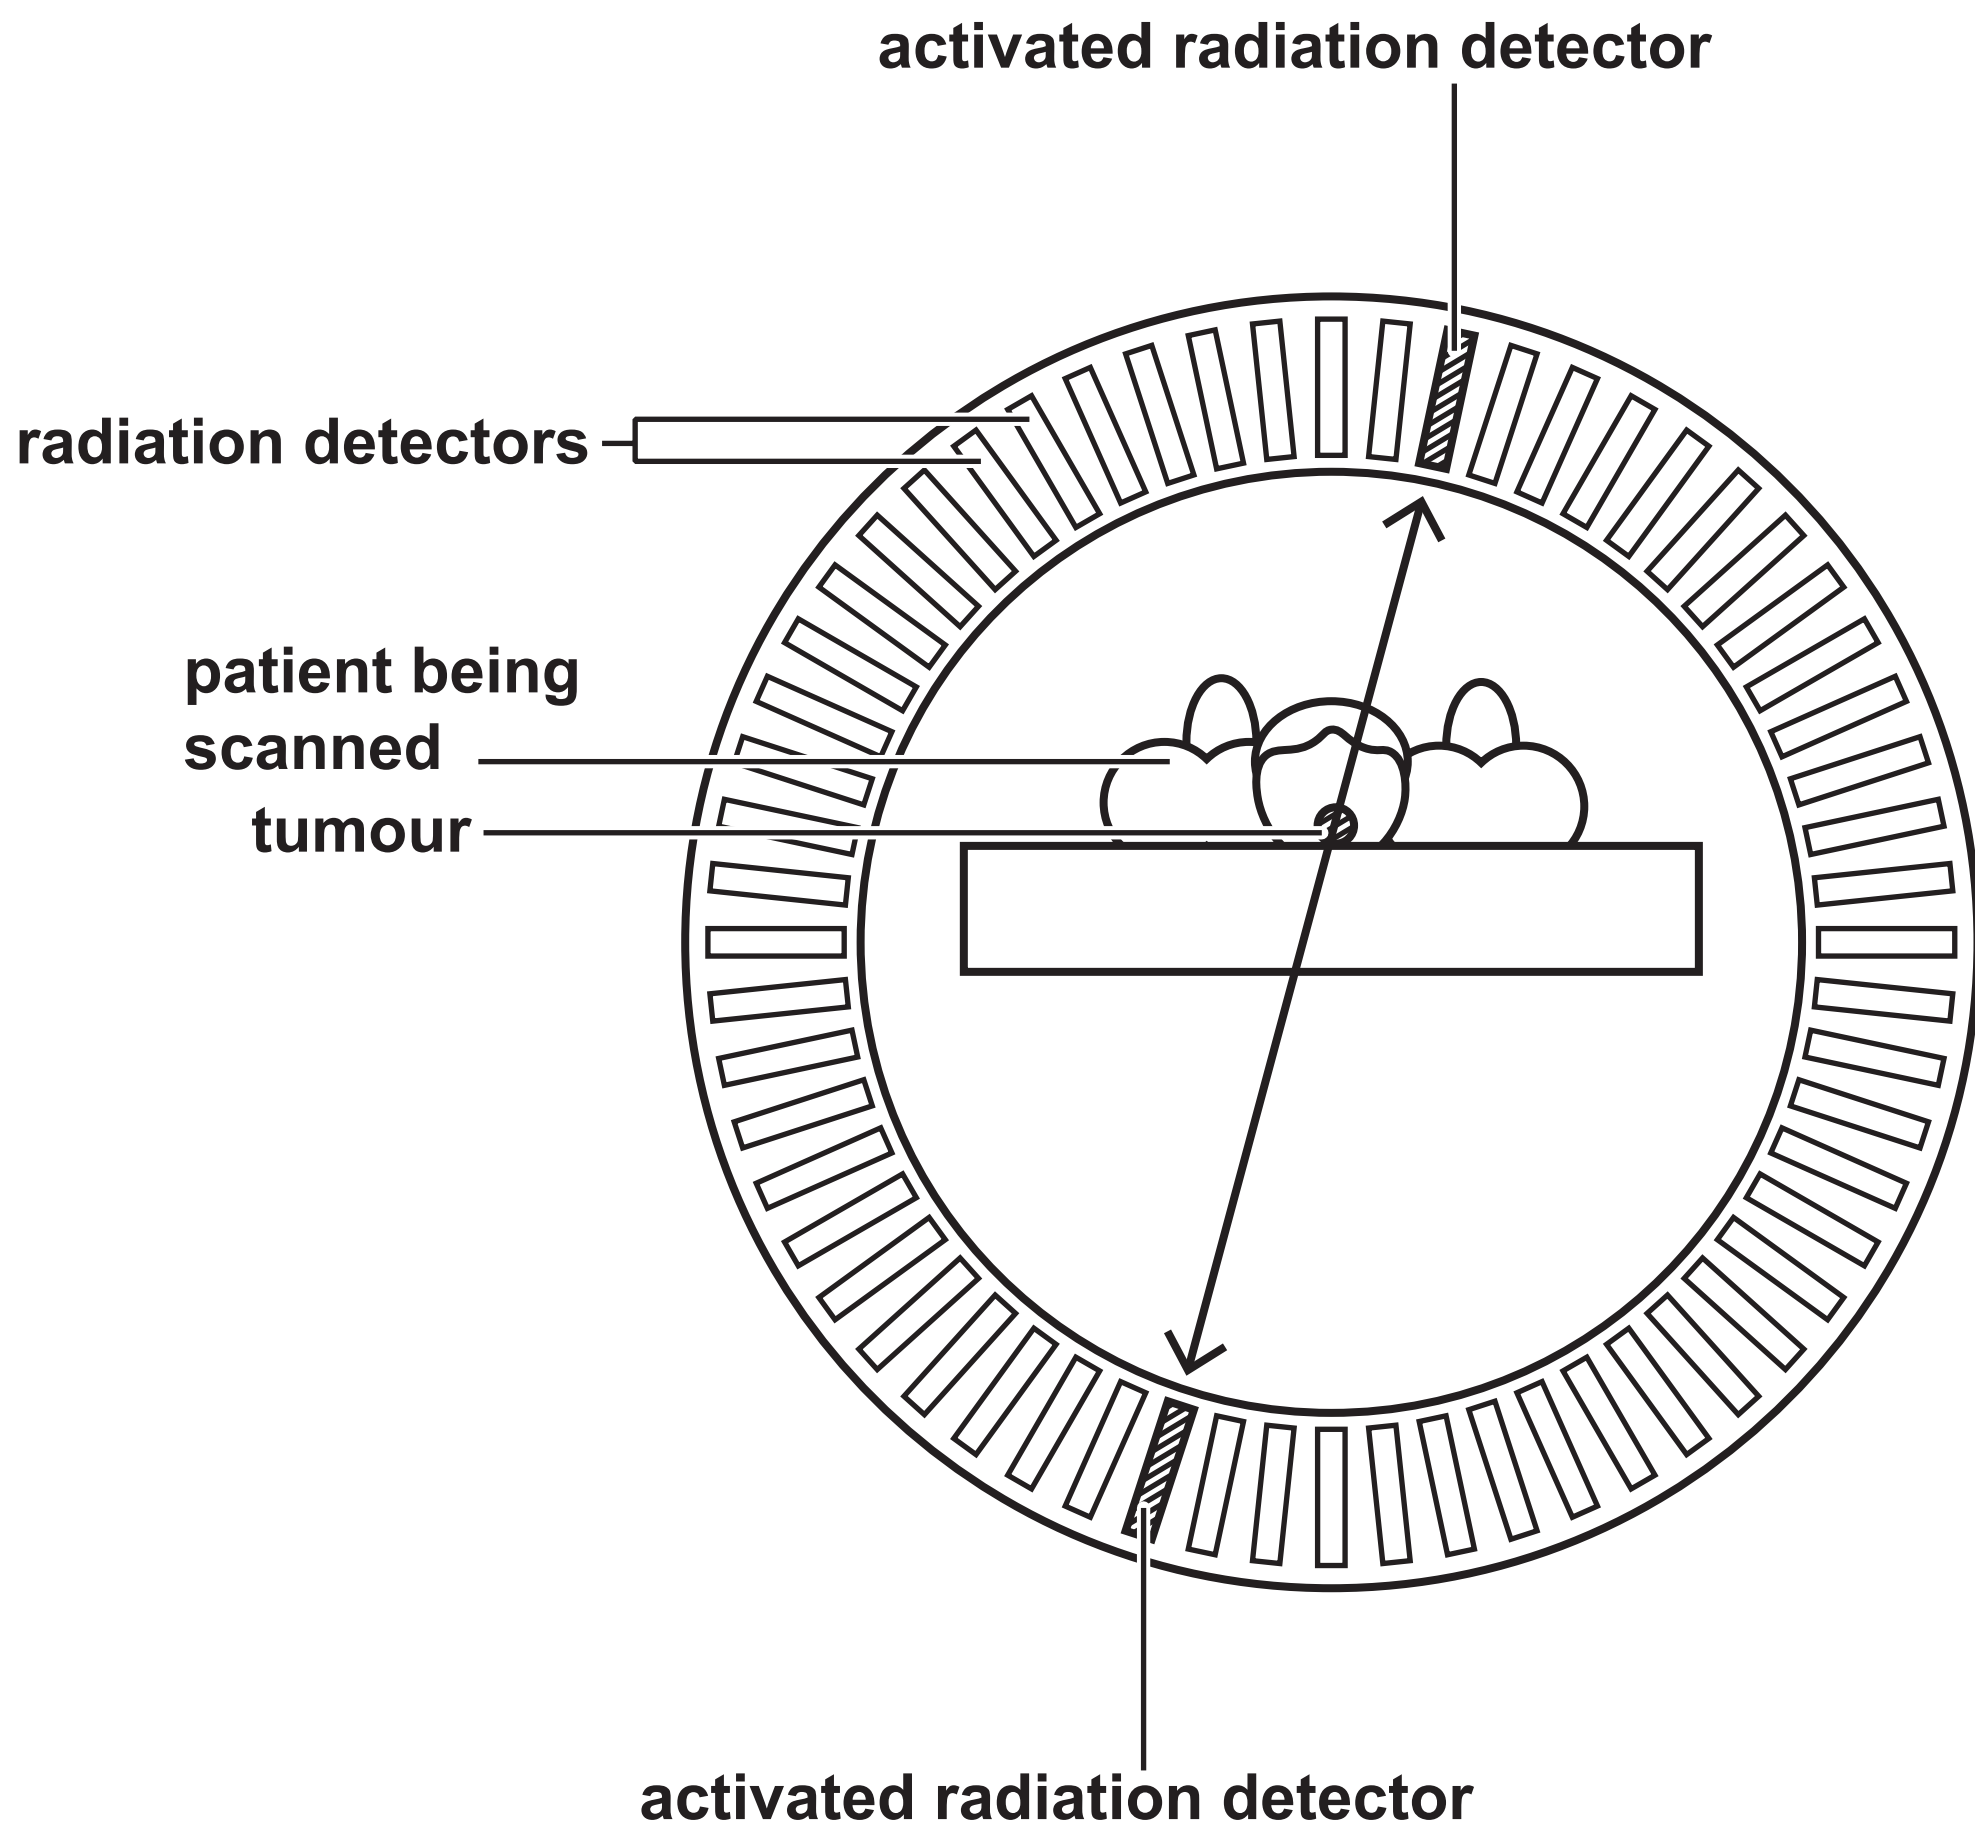 activated radiation detector
radiation detectors
patient being
scanned
tumour
activated radiation detector